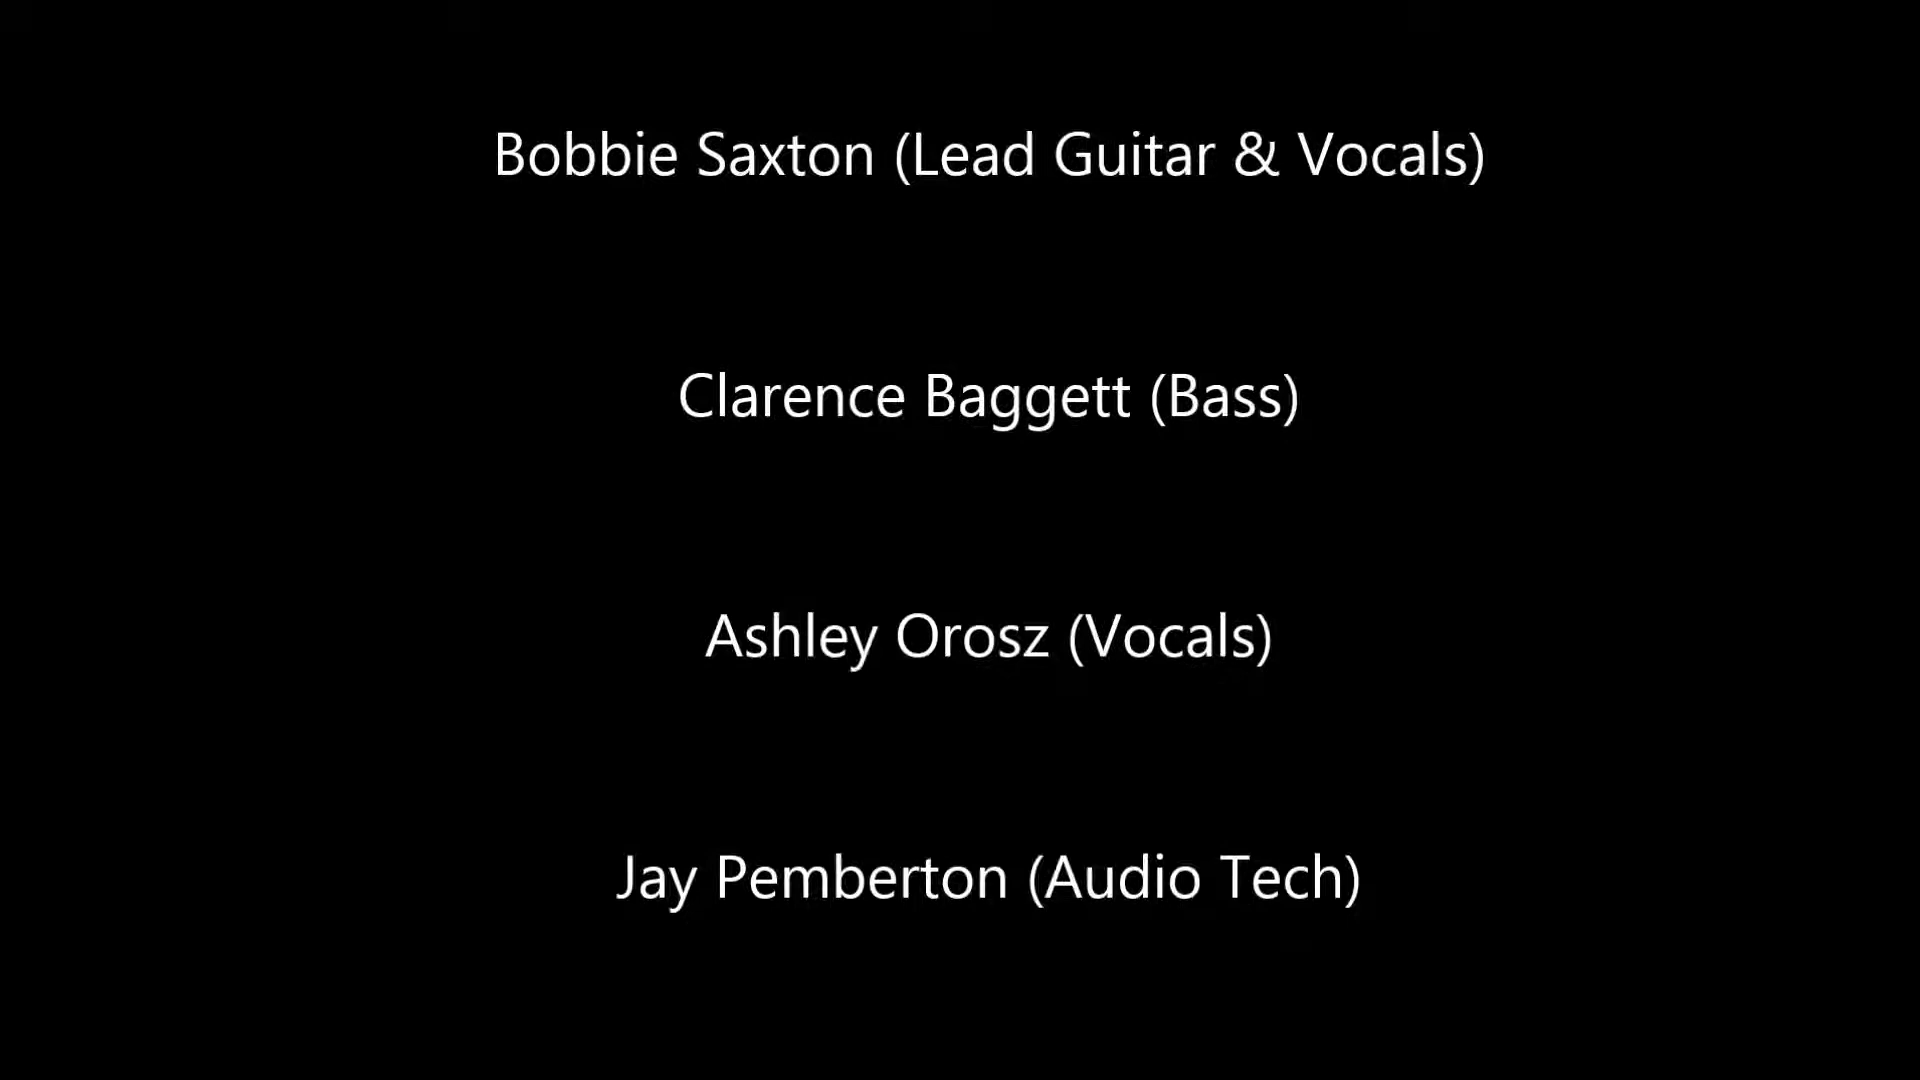 Bobbie Saxton (Lead Guitar & Vocals)
Clarence Baggett (Bass)
Ashley Orosz (Vocals)
Jay Pemberton (Audio Tech)